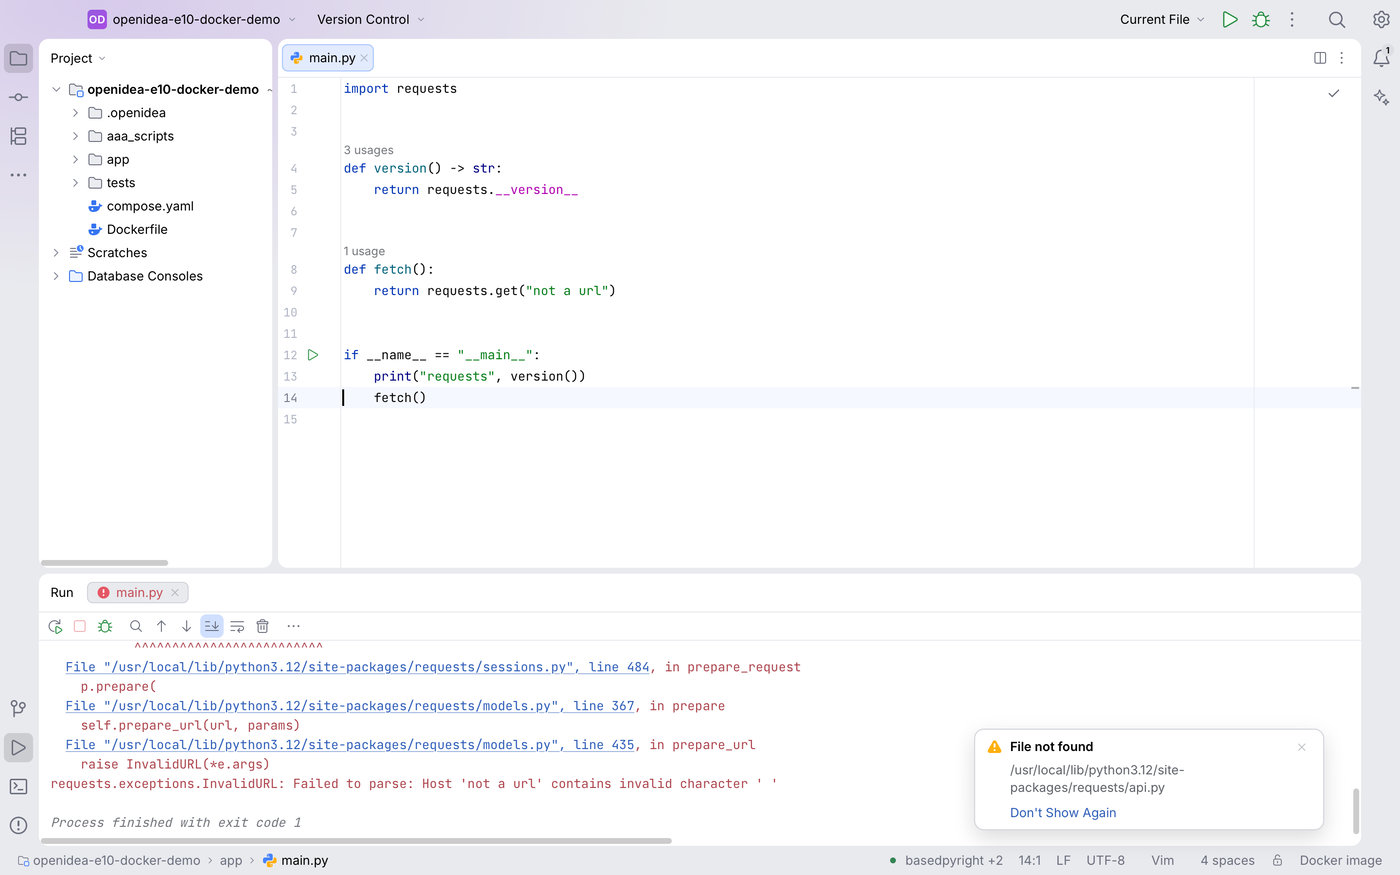 OD openidea-e10-docker-demo Version Control Current File
Project
main.py
1
openidea-e10-docker-demo
.openidea
aaa_scripts
app
tests
compose.yaml
Dockerfile
Scratches
Database Consoles
1 import requests
2
3
3 usages
4 def version() -> str:
5 return requests.__version__
6
7
1 usage
8 def fetch():
9 return requests.get("not a url")
10
11
12 if __name__ == "__main__":
13 print("requests", version())
14 fetch()
15
Run main.py
^^^^^^^^^^^^^^^^^^^^^^^^^
File "/usr/local/lib/python3.12/site-packages/requests/sessions.py", line 484, in prepare_request
p.prepare(
File "/usr/local/lib/python3.12/site-packages/requests/models.py", line 367, in prepare
self.prepare_url(url, params)
File "/usr/local/lib/python3.12/site-packages/requests/models.py", line 435, in prepare_url
raise InvalidURL(*e.args)
requests.exceptions.InvalidURL: Failed to parse: Host 'not a url' contains invalid character ' '
Process finished with exit code 1
File not found
/usr/local/lib/python3.12/site-
packages/requests/api.py
Don't Show Again
openidea-e10-docker-demo › app › main.py basedpyright +2 14:1 LF UTF-8 Vim 4 spaces Docker image